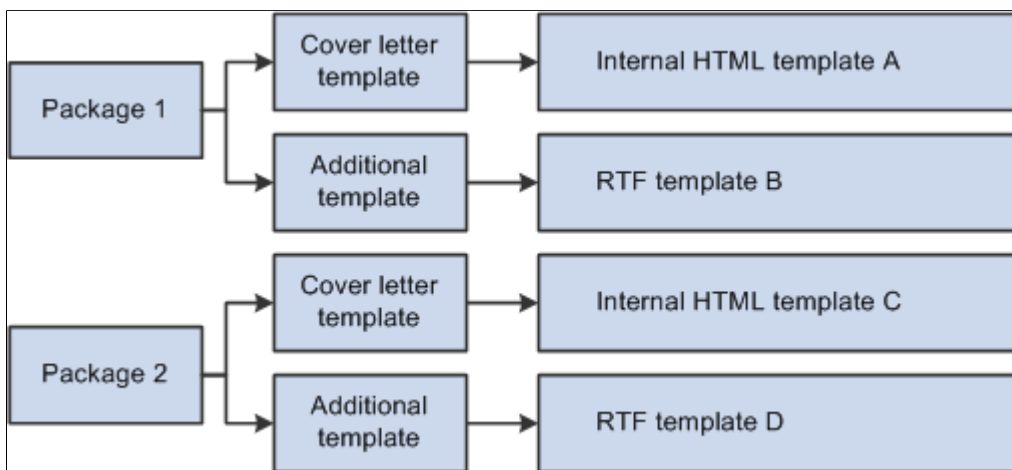 Package 1
Cover letter
template
Internal HTML template A
Additional
template
RTF template B
Package 2
Cover letter
template
Internal HTML template C
Additional
template
RTF template D